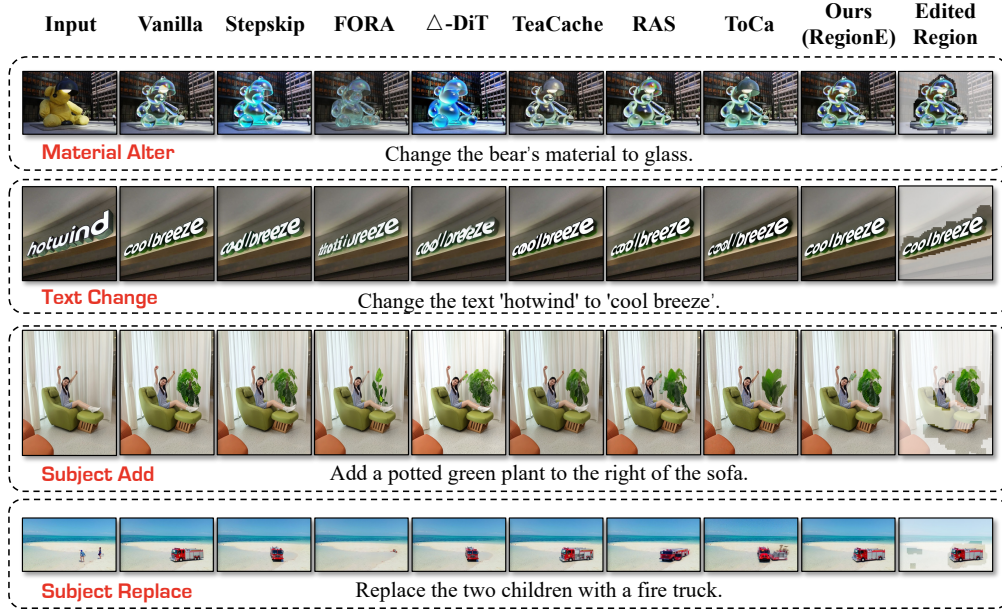 Input Vanilla Stepskip FORA △-DiT TeaCache RAS ToCa Ours (RegionE) Edited Region
Material Alter
Change the bear's material to glass.
hotwind coolbreeze coolbreeze coolbreeze coolbreeze coolbreeze coolbreeze coolbreeze coolbreeze
Text Change
Change the text 'hotwind' to 'cool breeze'.
Subject Add
Add a potted green plant to the right of the sofa.
Subject Replace
Replace the two children with a fire truck.